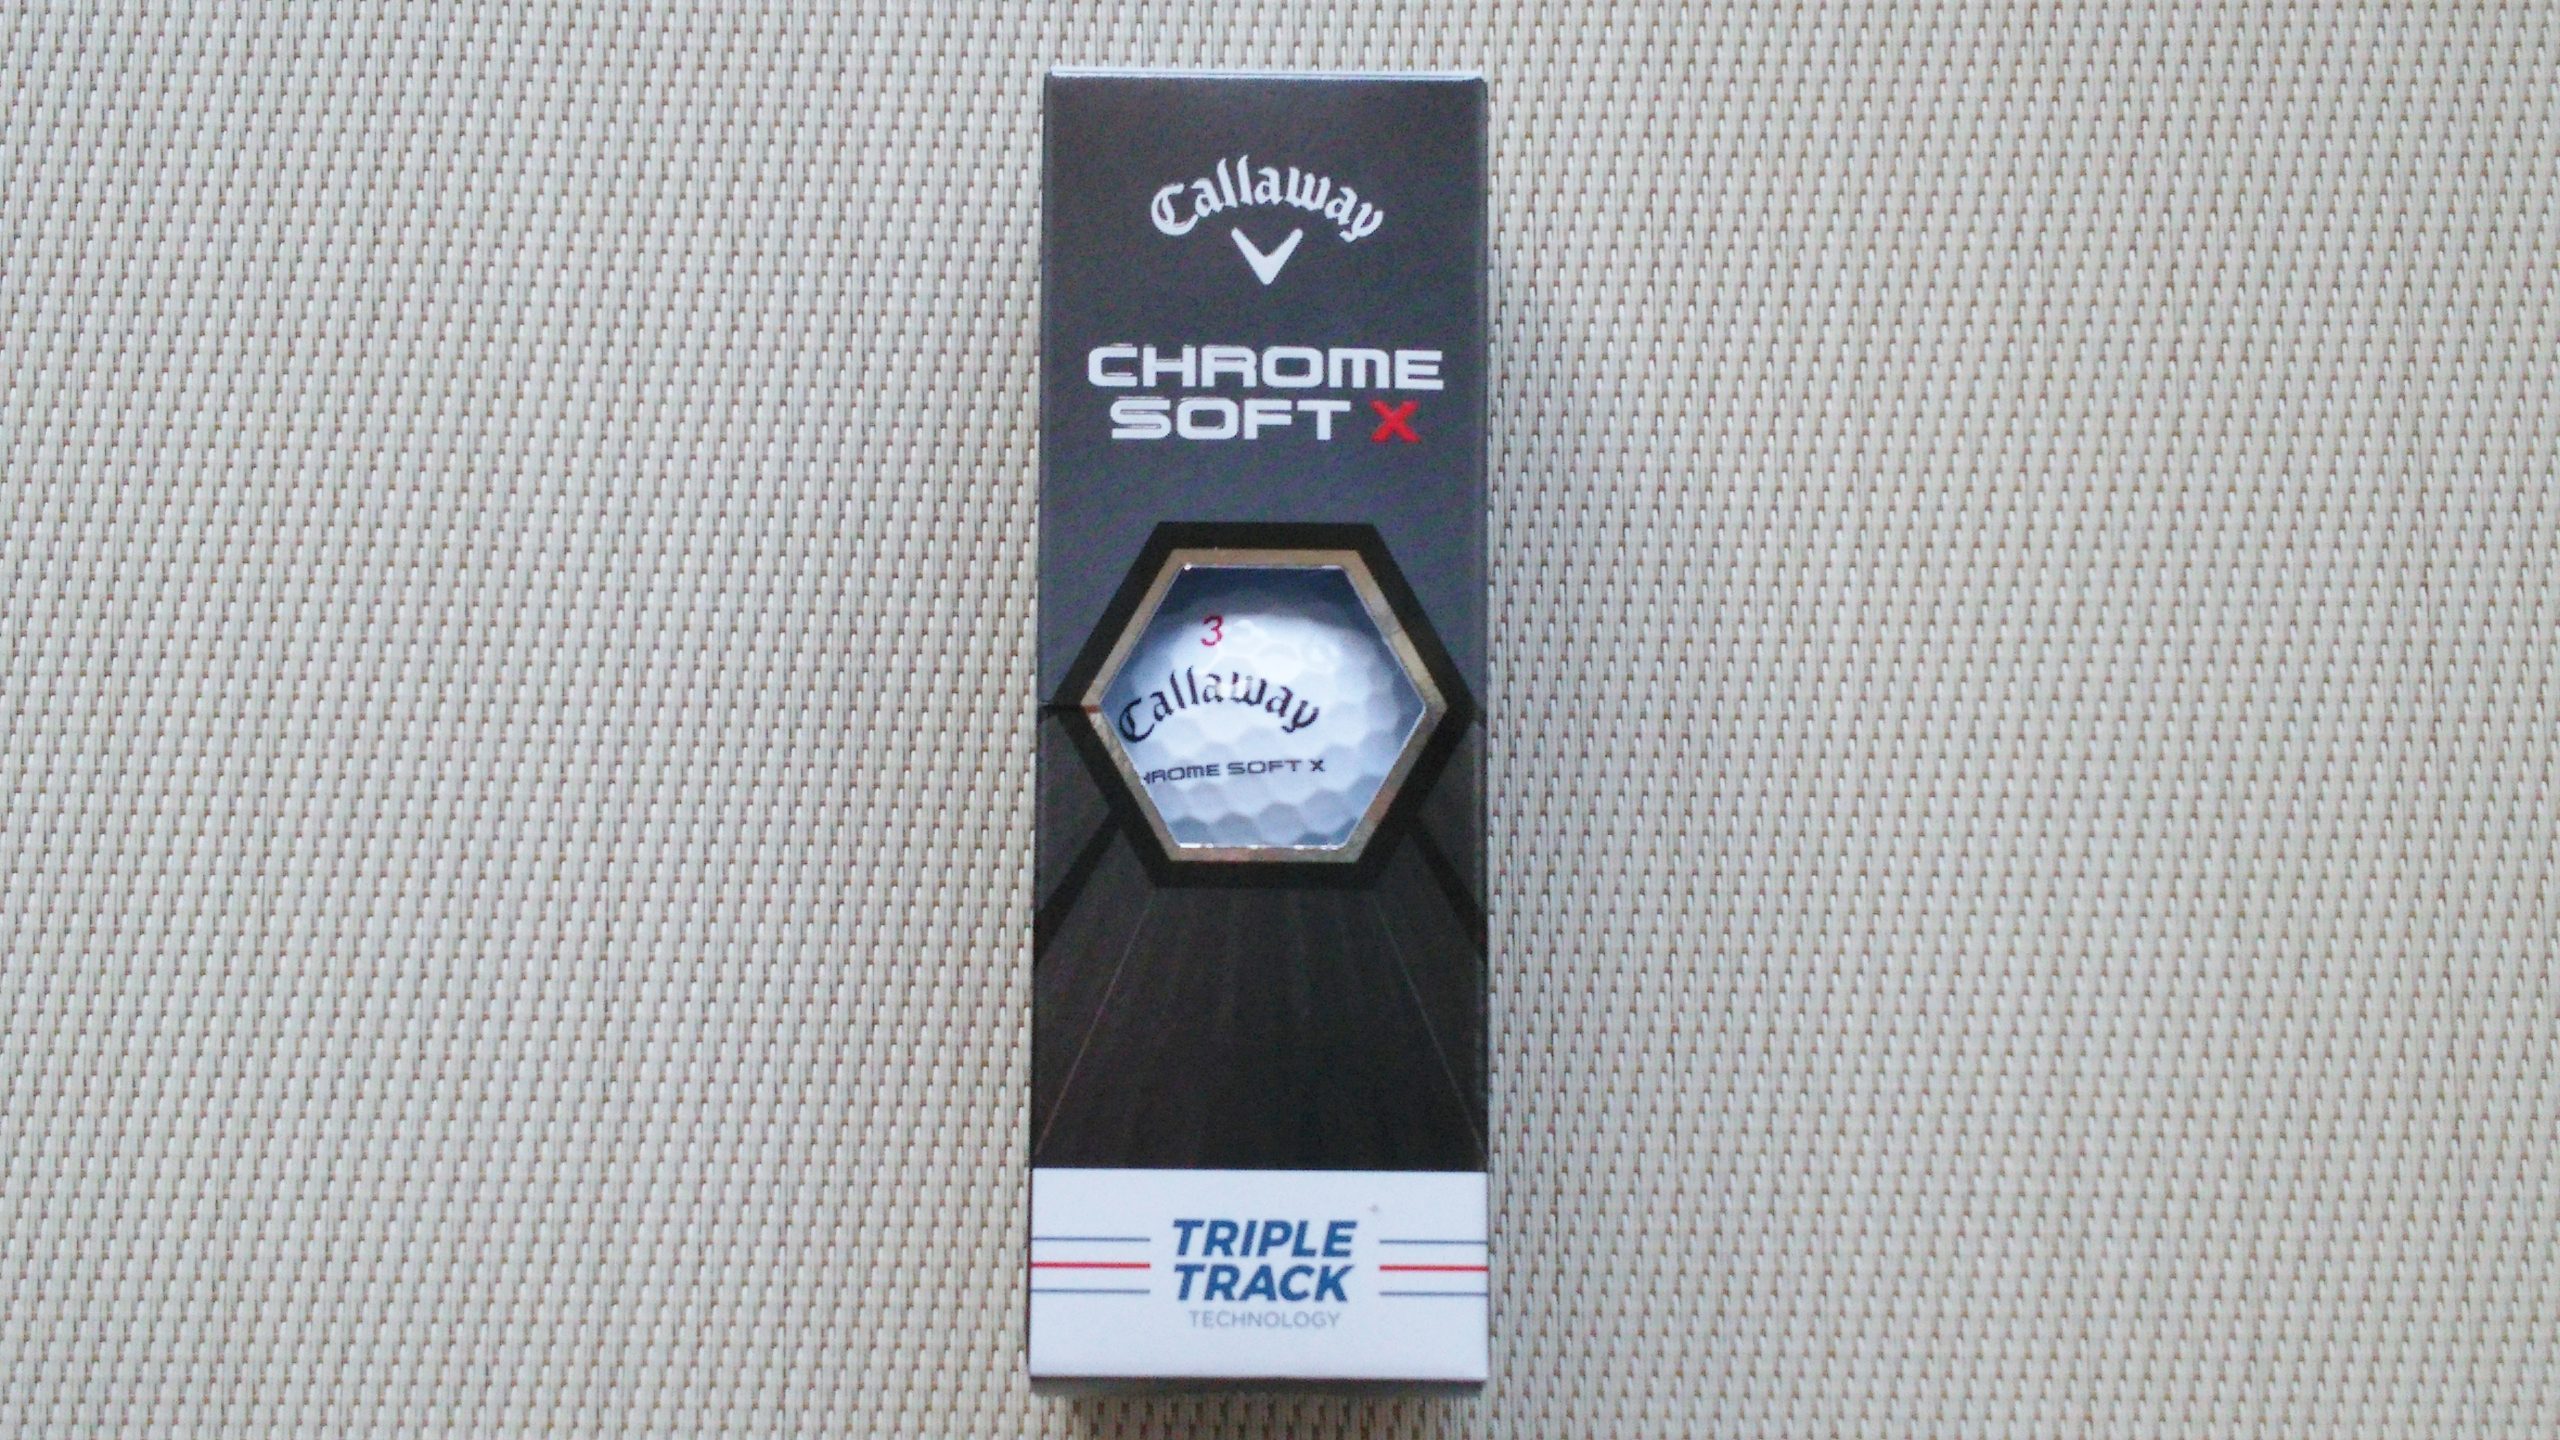 Callaway
CHROME
SOFT X
3
Callaway
HROME SOFT X
TRIPLE
TRACK
TECHNOLOGY